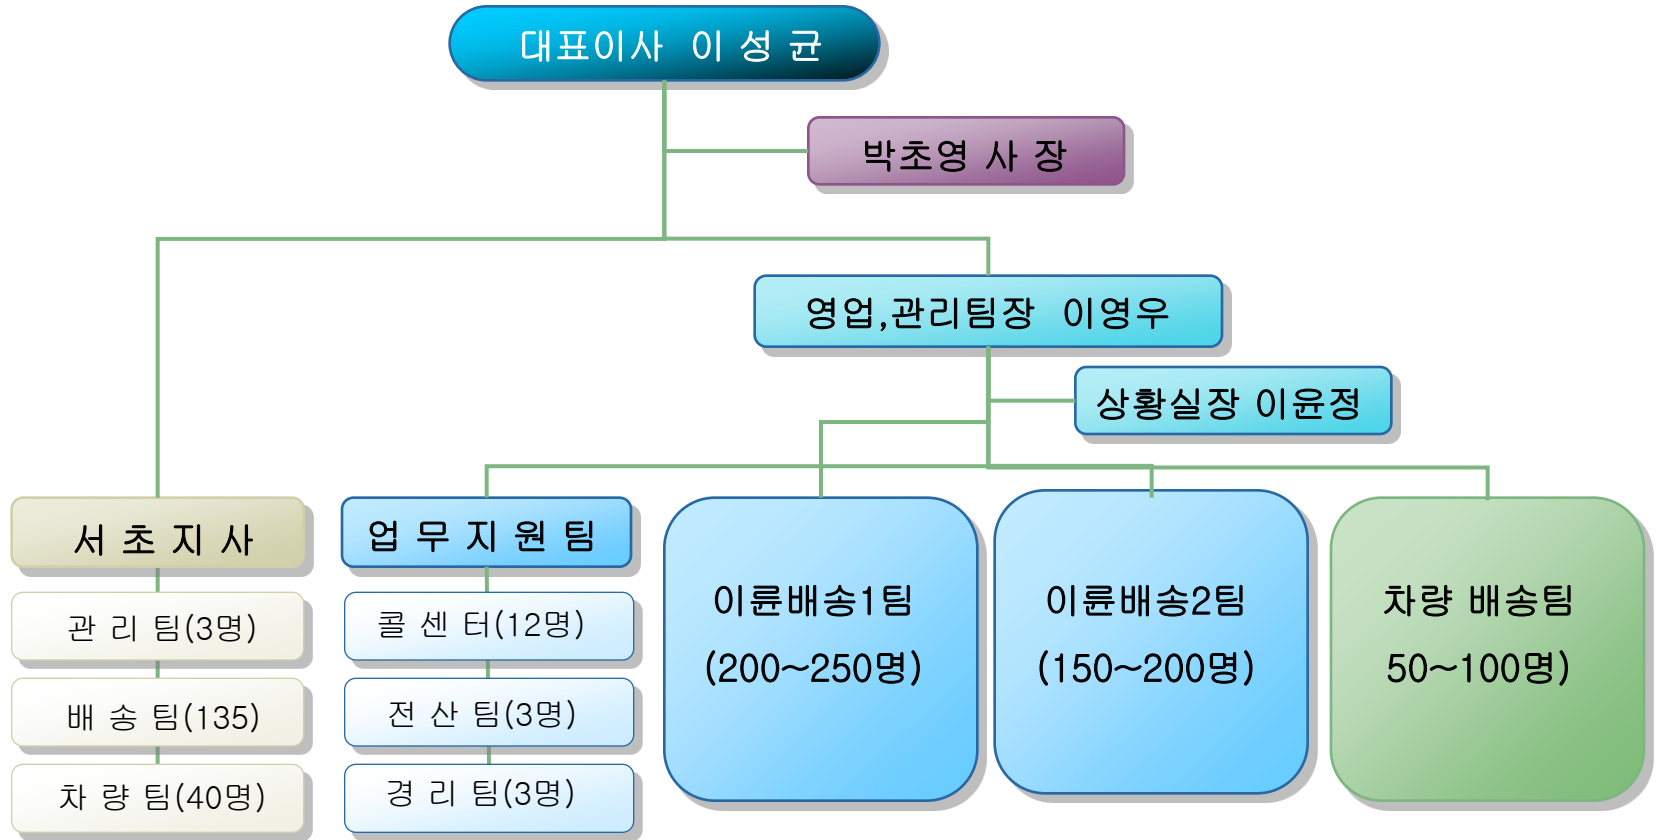 대표이사 이 성 균
박초영 사 장
영업,관리팀장 이영우
상황실장 이윤정
서 초 지 사
관 리 팀(3명)
배 송 팀(135)
차 량 팀(40명)
업 무 지 원 팀
콜 센 터(12명)
전 산 팀(3명)
경 리 팀(3명)
이륜배송1팀
(200~250명)
이륜배송2팀
(150~200명)
차량 배송팀
50~100명)